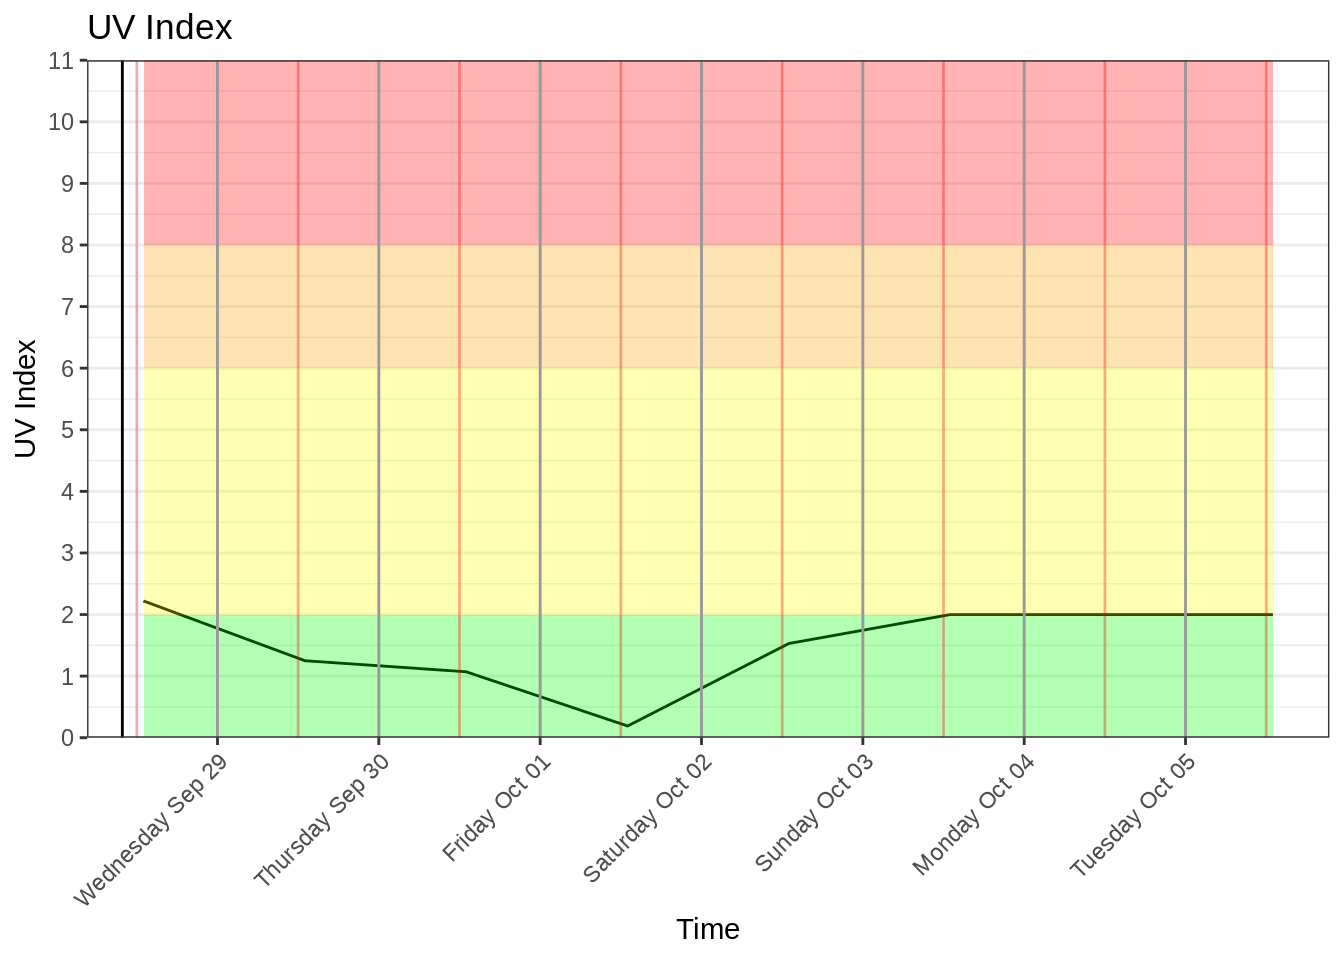 UV Index
11
10
9
8
7
6
5
4
3
2
1
0
UV Index
Wednesday Sep 29
Thursday Sep 30
Friday Oct 01
Saturday Oct 02
Sunday Oct 03
Monday Oct 04
Tuesday Oct 05
Time